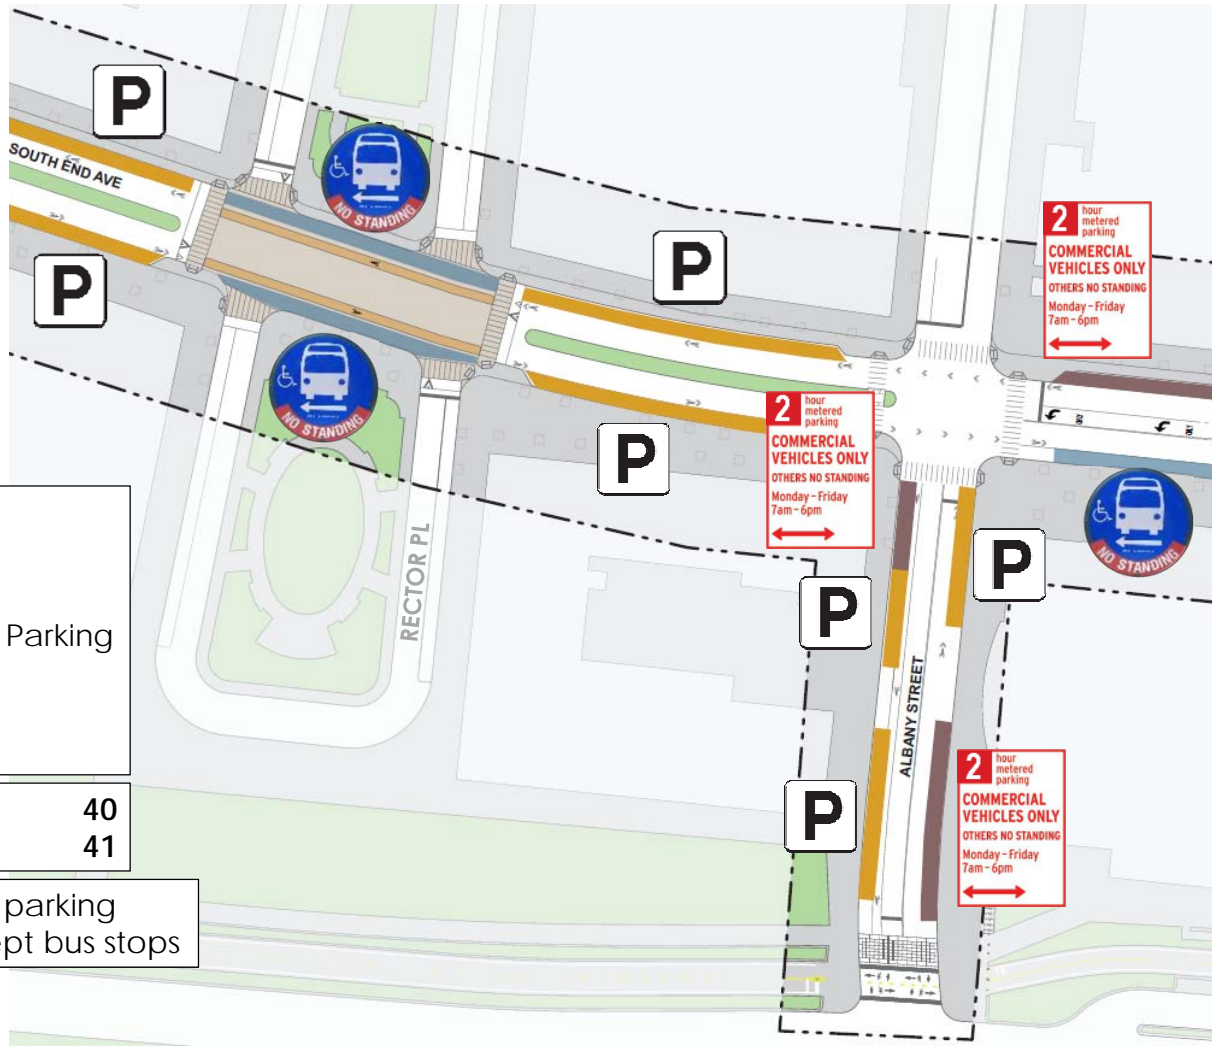 P
SOUTH END AVE
NO STANDING
P
P
2 hour metered parking
COMMERCIAL
VEHICLES ONLY
OTHERS NO STANDING
Monday – Friday
7am – 6pm
P
NO STANDING
2 hour metered parking
COMMERCIAL
VEHICLES ONLY
OTHERS NO STANDING
Monday – Friday
7am – 6pm
P
NO STANDING
P
P
RECTOR PL
Parking
ALBANY STREET
P
2 hour metered parking
COMMERCIAL
VEHICLES ONLY
OTHERS NO STANDING
Monday – Friday
7am – 6pm
40
41
parking
ept bus stops